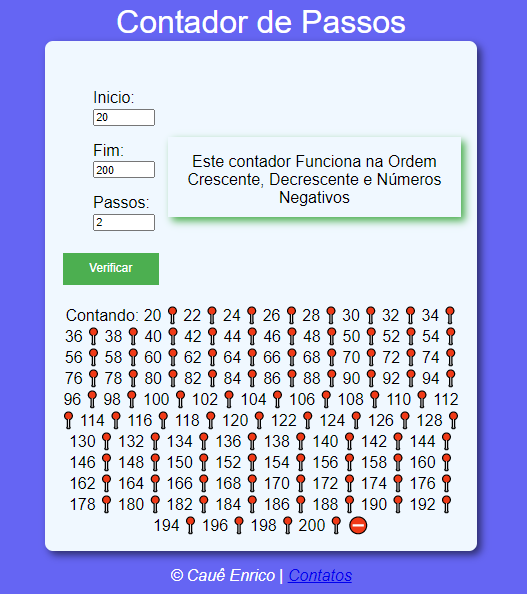 Contador de Passos
Inicio:
20
Fim:
200
Passos:
2
Este contador Funciona na Ordem
Crescente, Decrescente e Números
Negativos
Verificar
Contando: 20 📍 22 📍 24 📍 26 📍 28 📍 30 📍 32 📍 34 📍
36 📍 38 📍 40 📍 42 📍 44 📍 46 📍 48 📍 50 📍 52 📍 54 📍
56 📍 58 📍 60 📍 62 📍 64 📍 66 📍 68 📍 70 📍 72 📍 74 📍
76 📍 78 📍 80 📍 82 📍 84 📍 86 📍 88 📍 90 📍 92 📍 94 📍
96 📍 98 📍 100 📍 102 📍 104 📍 106 📍 108 📍 110 📍 112
📍 114 📍 116 📍 118 📍 120 📍 122 📍 124 📍 126 📍 128 📍
130 📍 132 📍 134 📍 136 📍 138 📍 140 📍 142 📍 144 📍
146 📍 148 📍 150 📍 152 📍 154 📍 156 📍 158 📍 160 📍
162 📍 164 📍 166 📍 168 📍 170 📍 172 📍 174 📍 176 📍
178 📍 180 📍 182 📍 184 📍 186 📍 188 📍 190 📍 192 📍
194 📍 196 📍 198 📍 200 📍 ⛔
© Cauê Enrico | Contatos